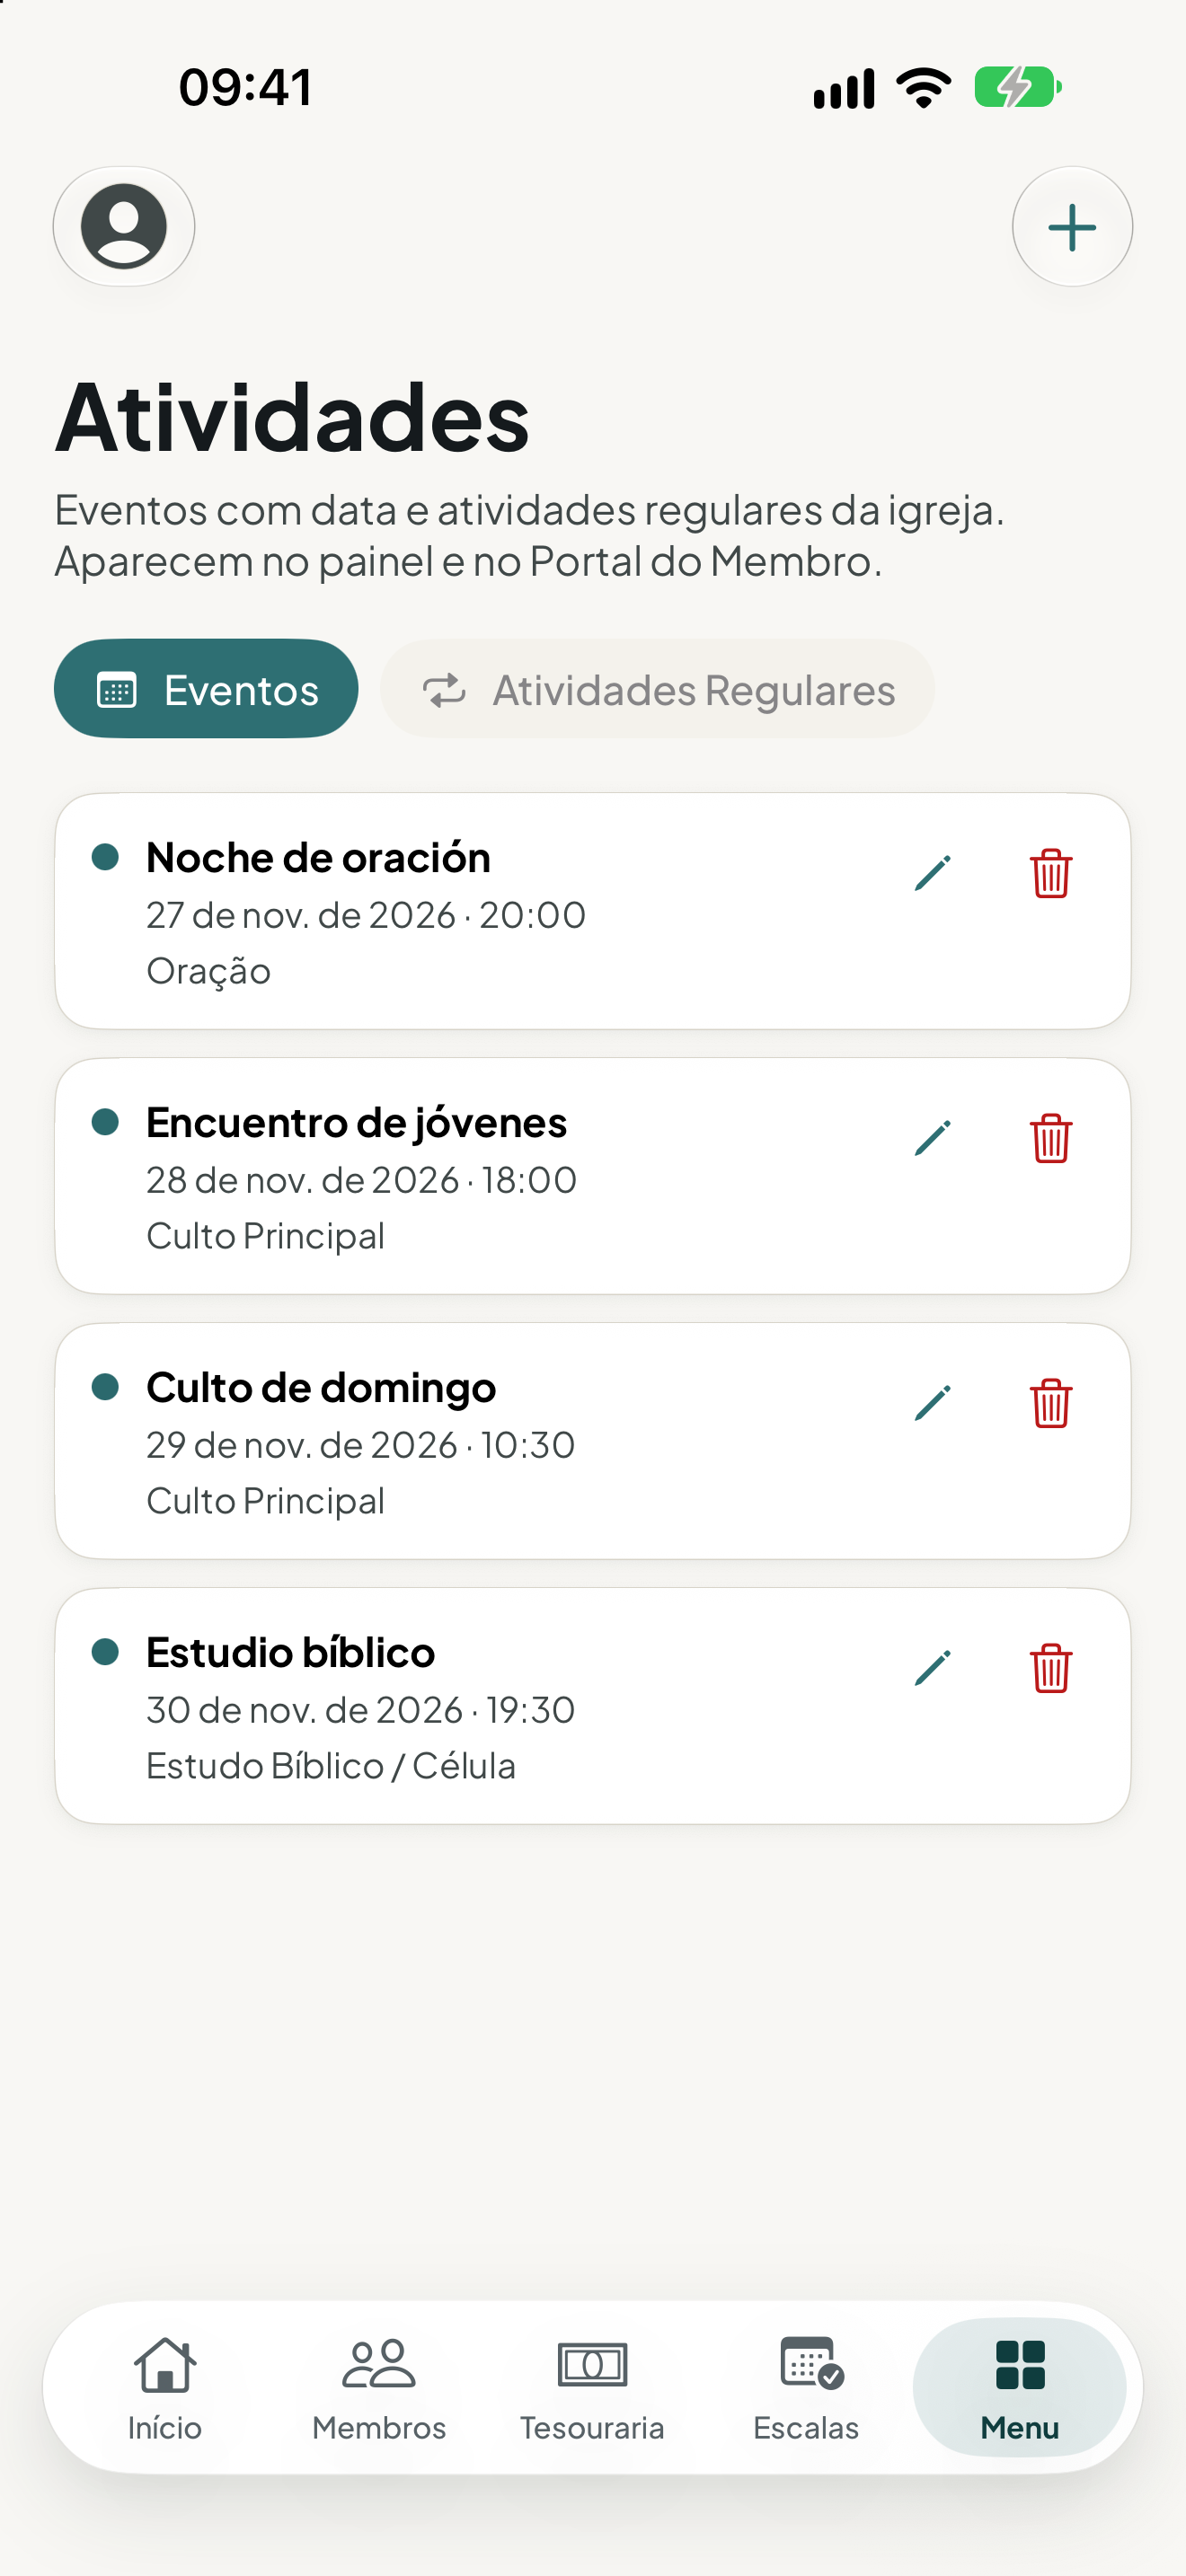 09:41
Atividades
Eventos com data e atividades regulares da igreja.
Aparecem no painel e no Portal do Membro.
Eventos
Atividades Regulares
Noche de oración
27 de nov. de 2026 · 20:00
Oração
Encuentro de jóvenes
28 de nov. de 2026 · 18:00
Culto Principal
Culto de domingo
29 de nov. de 2026 · 10:30
Culto Principal
Estudio bíblico
30 de nov. de 2026 · 19:30
Estudo Bíblico / Célula
Início
Membros
Tesouraria
Escalas
Menu